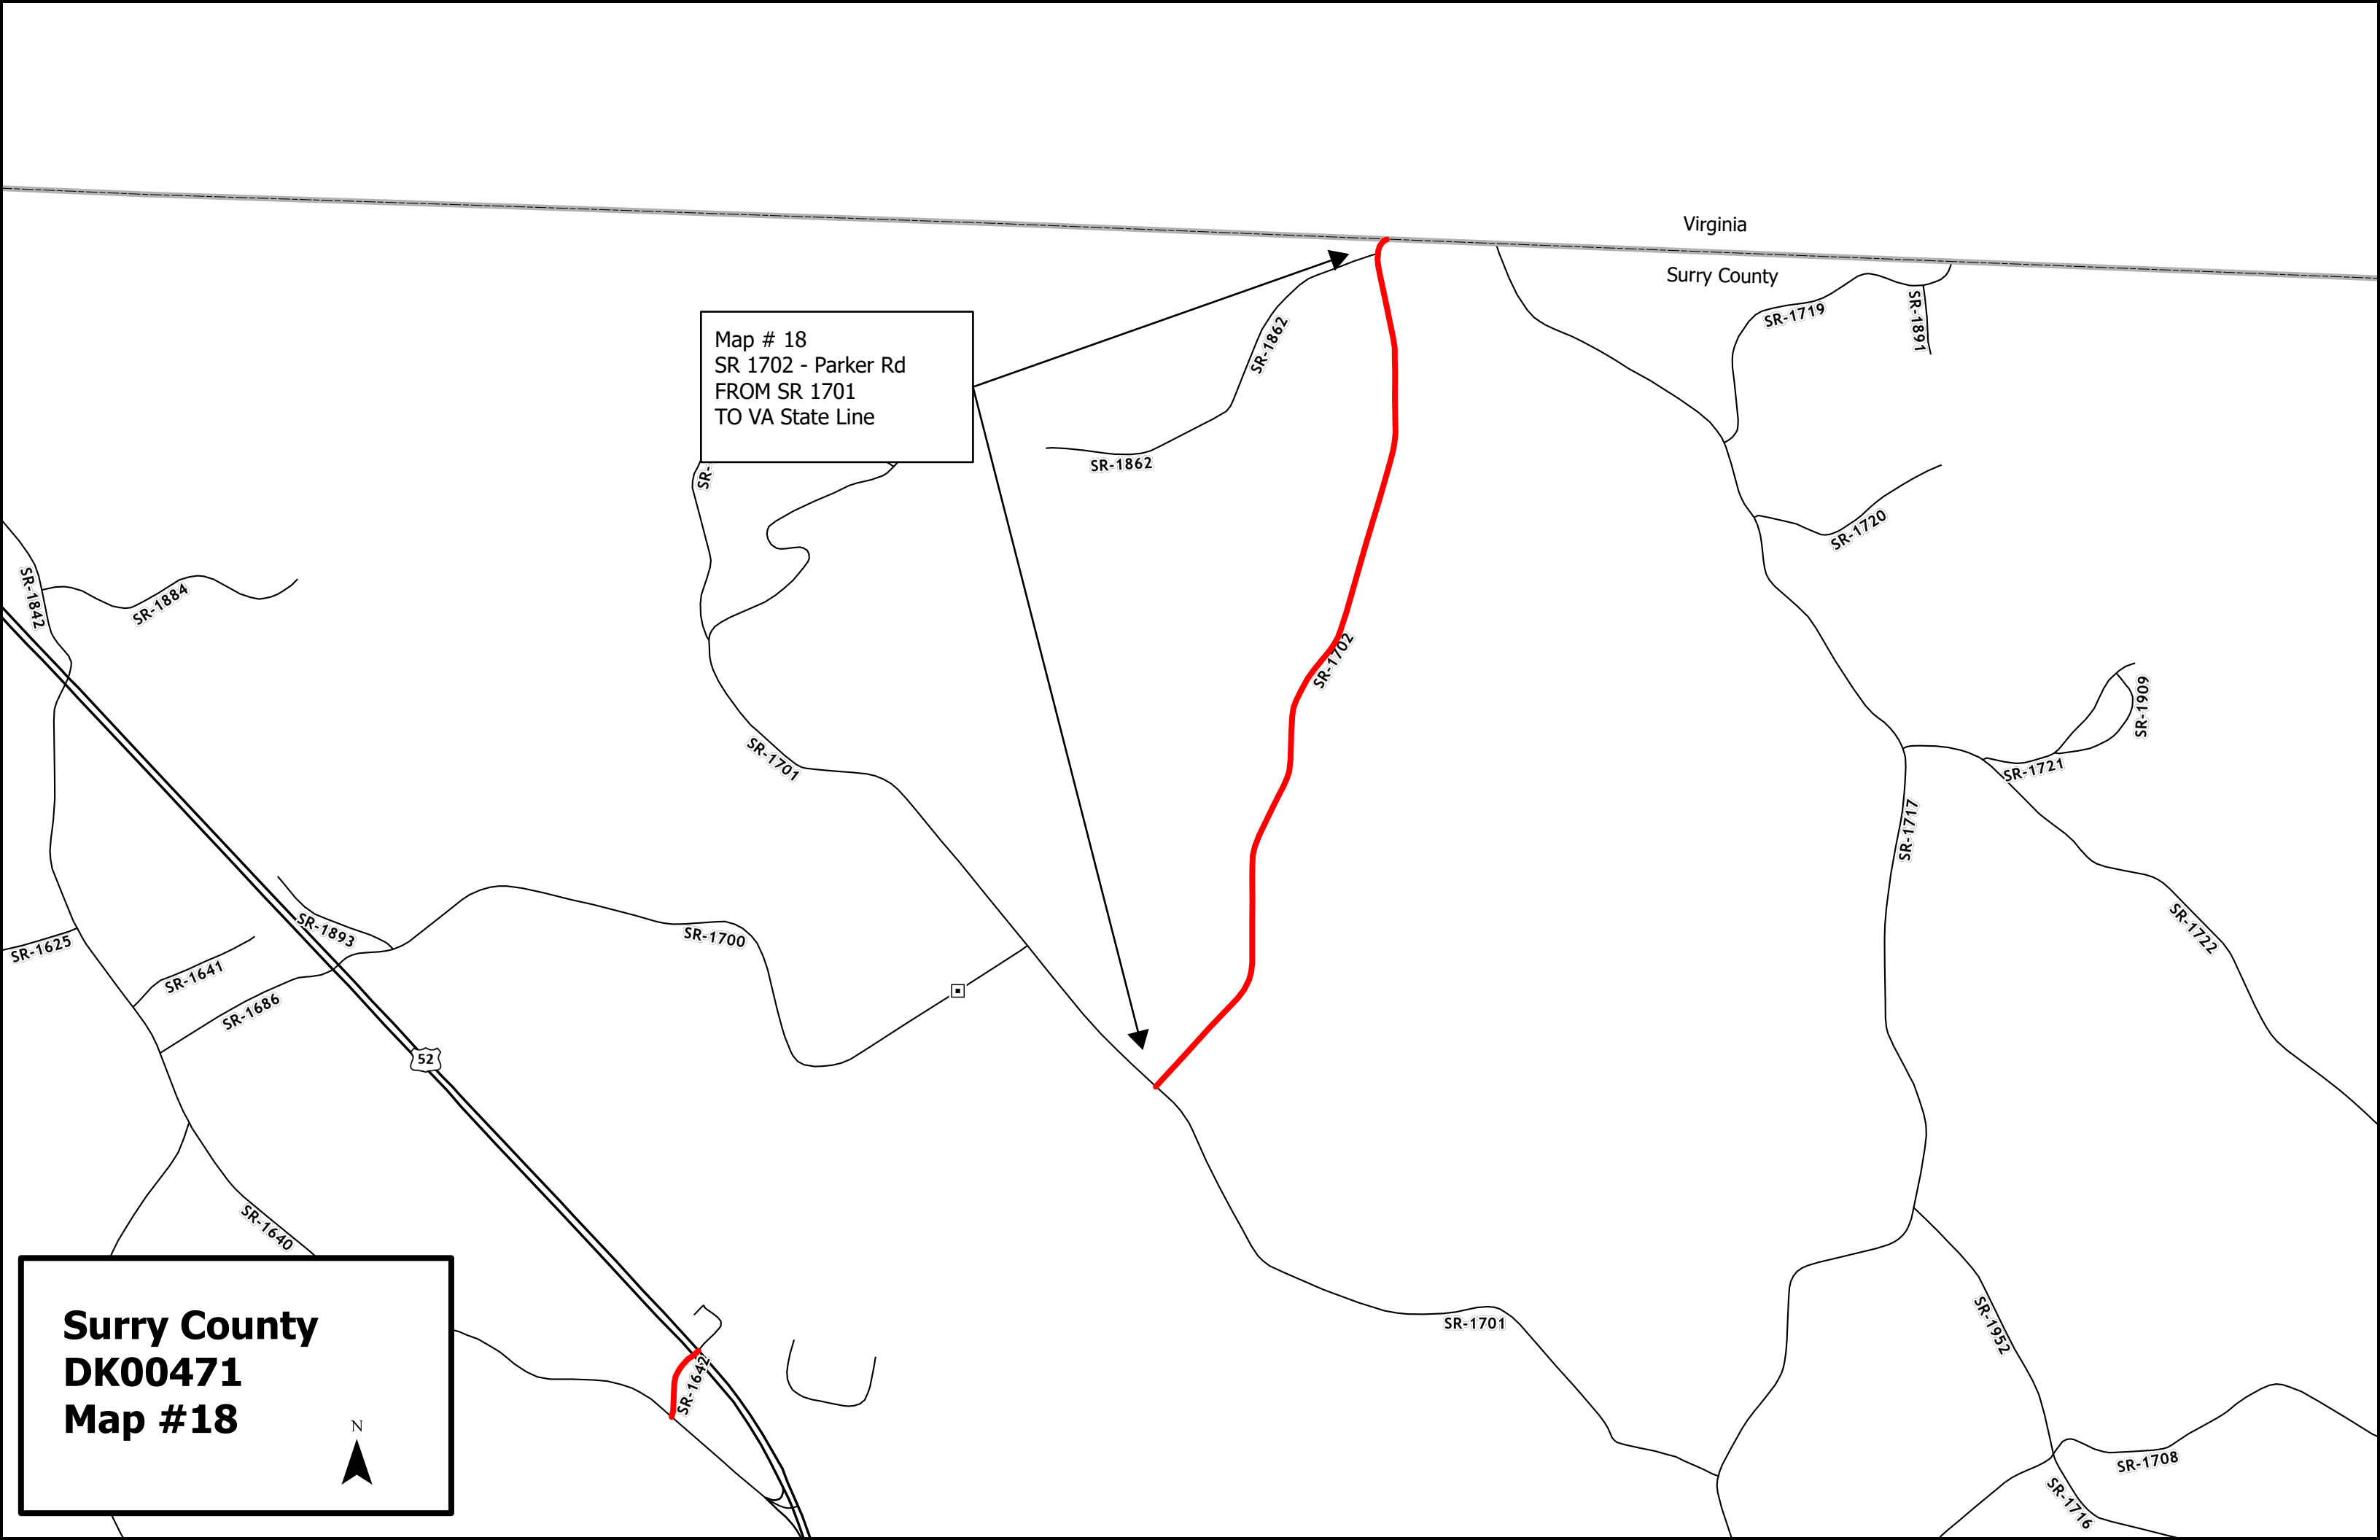 Virginia
Surry County
SR-1719
SR-1891
SR-1862
Map # 18
SR 1702 - Parker Rd
FROM SR 1701
TO VA State Line
SR-1862
SR-
SR-1720
SR-1842
SR-1884
SR-1702
SR-1909
SR-1701
SR-1721
SR-1717
SR-1893
SR-1700
SR-1722
SR-1625
SR-1641
SR-1686
52
SR-1640
SR-1701
SR-1952
SR-1642
Surry County
DK00471
Map #18
N
SR-1708
SR-1716